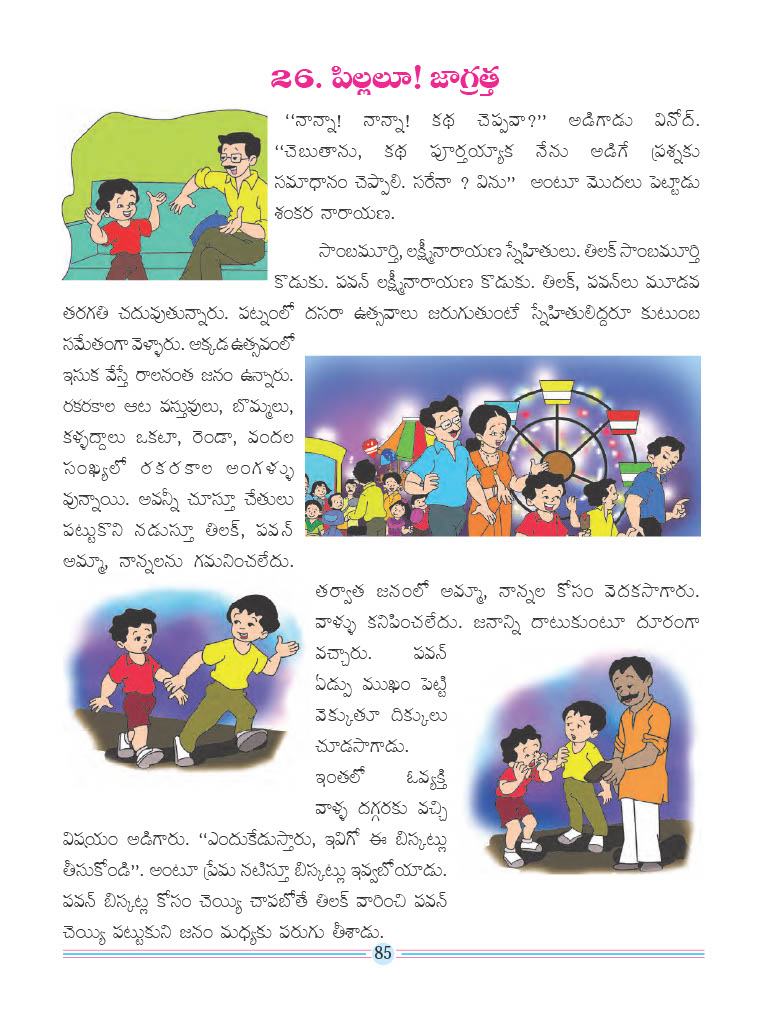 26. పిల్లలూ! జాగ్రత్త
‘‘నాన్నా! నాన్నా! కథ చెప్పవా?’’ అడిగాడు వినోద్.
‘‘చెబుతాను, కథ పూర్తయ్యాక నేను అడిగే ప్రశ్నకు
సమాధానం చెప్పాలి. సరేనా ? విను’’ అంటూ మొదలు పెట్టాడు
శంకర నారాయణ.
సాంబమూర్తి, లక్ష్మీనారాయణ స్నేహితులు. తిలక్ సాంబమూర్తి
కొడుకు. పవన్ లక్ష్మీనారాయణ కొడుకు. తిలక్, పవన్‌లు మూడవ
తరగతి చదువుతున్నారు. పట్నంలో దసరా ఉత్సవాలు జరుగుతుంటే స్నేహితులిద్దరూ కుటుంబ
సమేతంగా వెళ్ళారు. అక్కడ ఉత్సవంలో
ఇసుక వేస్తే రాలనంత జనం ఉన్నారు.
రకరకాల ఆట వస్తువులు, బొమ్మలు,
కళ్ళద్దాలు ఒకటా, రెండా, వందల
సంఖ్యలో రకరకాల అంగళ్ళు
వున్నాయి. అవన్నీ చూస్తూ చేతులు
పట్టుకొని నడుస్తూ తిలక్, పవన్
అమ్మా, నాన్నలను గమనించలేదు.
తర్వాత జనంలో అమ్మా, నాన్నల కోసం వెదకసాగారు.
వాళ్ళు కనిపించలేదు. జనాన్ని దాటుకుంటూ దూరంగా
వచ్చారు. పవన్
ఏడ్పు ముఖం పెట్టి
వెక్కుతూ దిక్కులు
చూడసాగాడు.
ఇంతలో ఓవ్యక్తి
వాళ్ళ దగ్గరకు వచ్చి
విషయం అడిగారు. ‘‘ఎందుకేడుస్తారు, ఇవిగో ఈ బిస్కట్లు
తీసుకోండి’’. అంటూ ప్రేమ నటిస్తూ బిస్కట్లు ఇవ్వబోయాడు.
పవన్ బిస్కట్ల కోసం చెయ్యి చాపబోతే తిలక్ వారించి పవన్
చెయ్యి పట్టుకుని జనం మధ్యకు పరుగు తీశాడు.
85